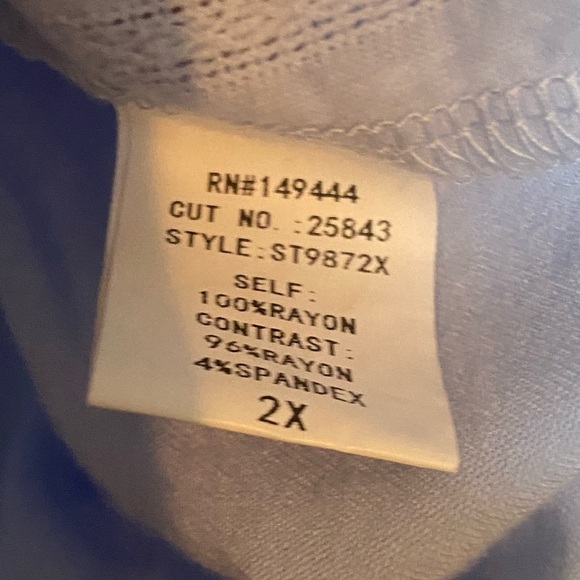 RN#149444
CUT NO. :25843
STYLE:ST9872X
SELF:
100%RAYON
CONTRAST:
96%RAYON
4%SPANDEX
2X